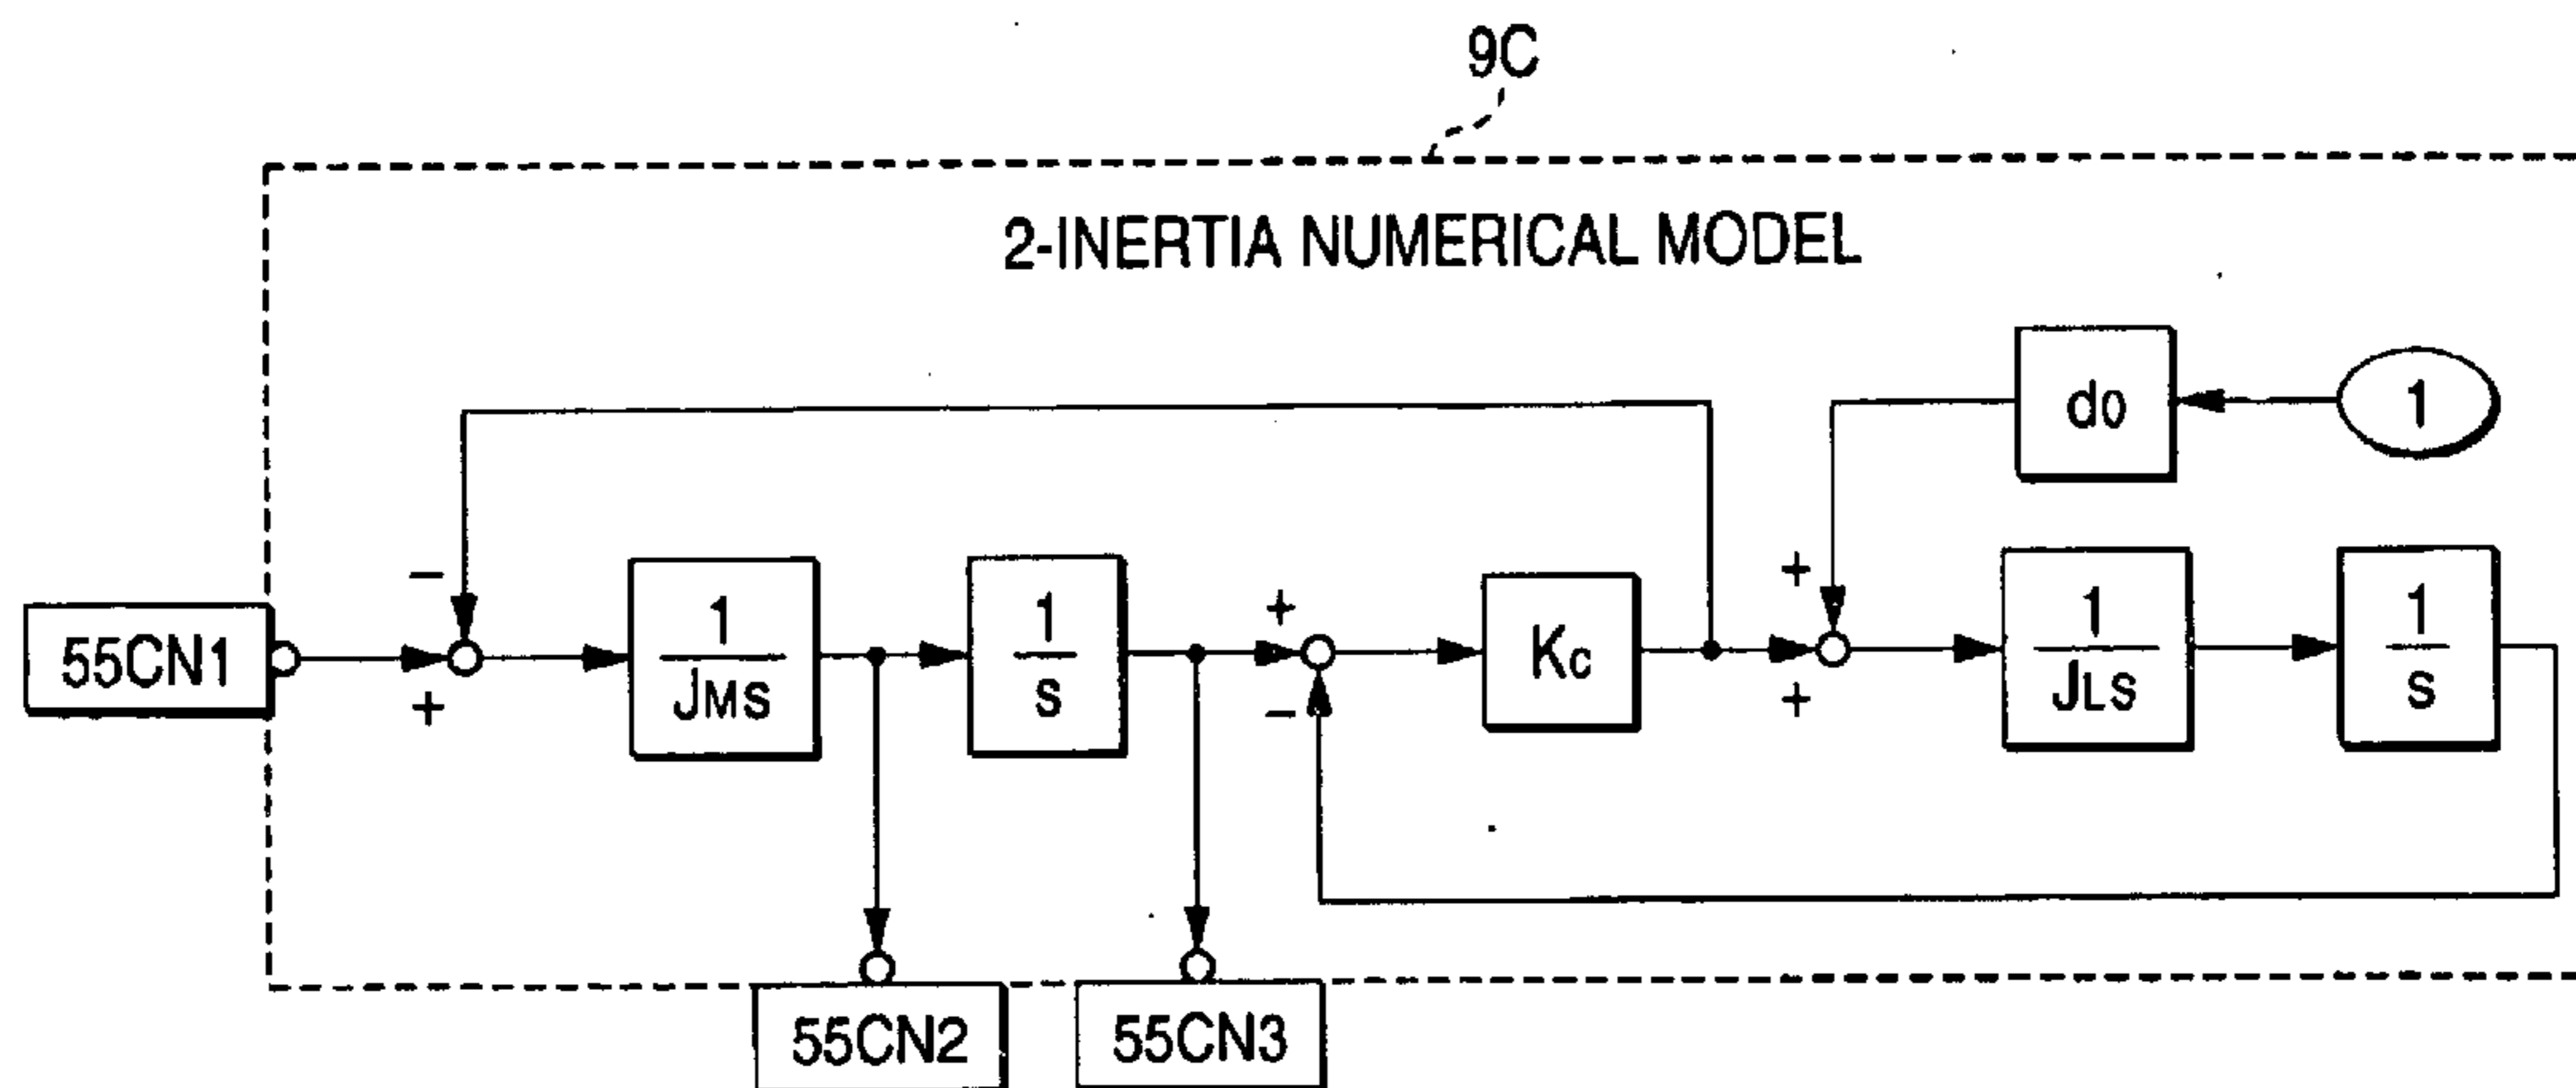 9C
2-INERTIA NUMERICAL MODEL
do
1
−
+
55CN1
1
JMS
1
s
+
−
Kc
+
+
1
JLS
1
s
55CN2
55CN3